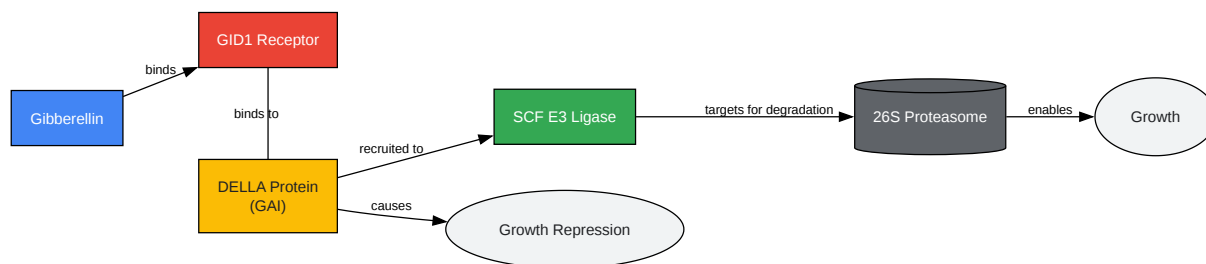 GID1 Receptor
binds
Gibberellin
binds to
SCF E3 Ligase
targets for degradation
26S Proteasome
enables
Growth
recruited to
DELLA Protein
(GAI)
causes
Growth Repression